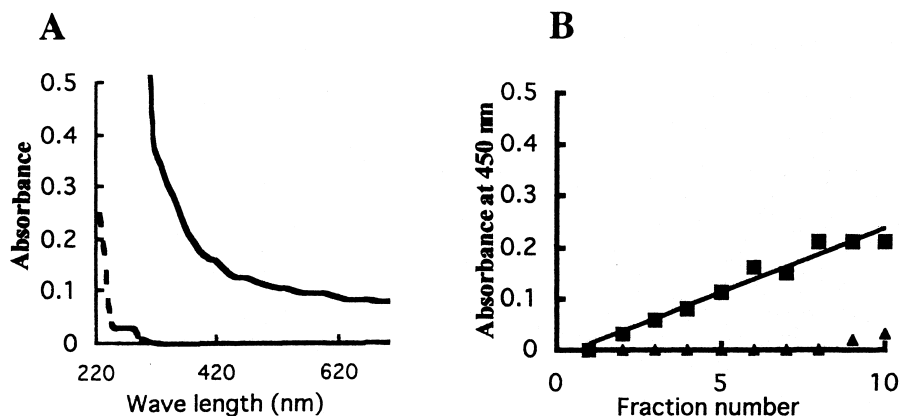 A
Absorbance
0.5
0.4
0.3
0.2
0.1
0
220 420 620
Wave length (nm)
B
Absorbance at 450 nm
0.5
0.4
0.3
0.2
0.1
0
0 5 10
Fraction number